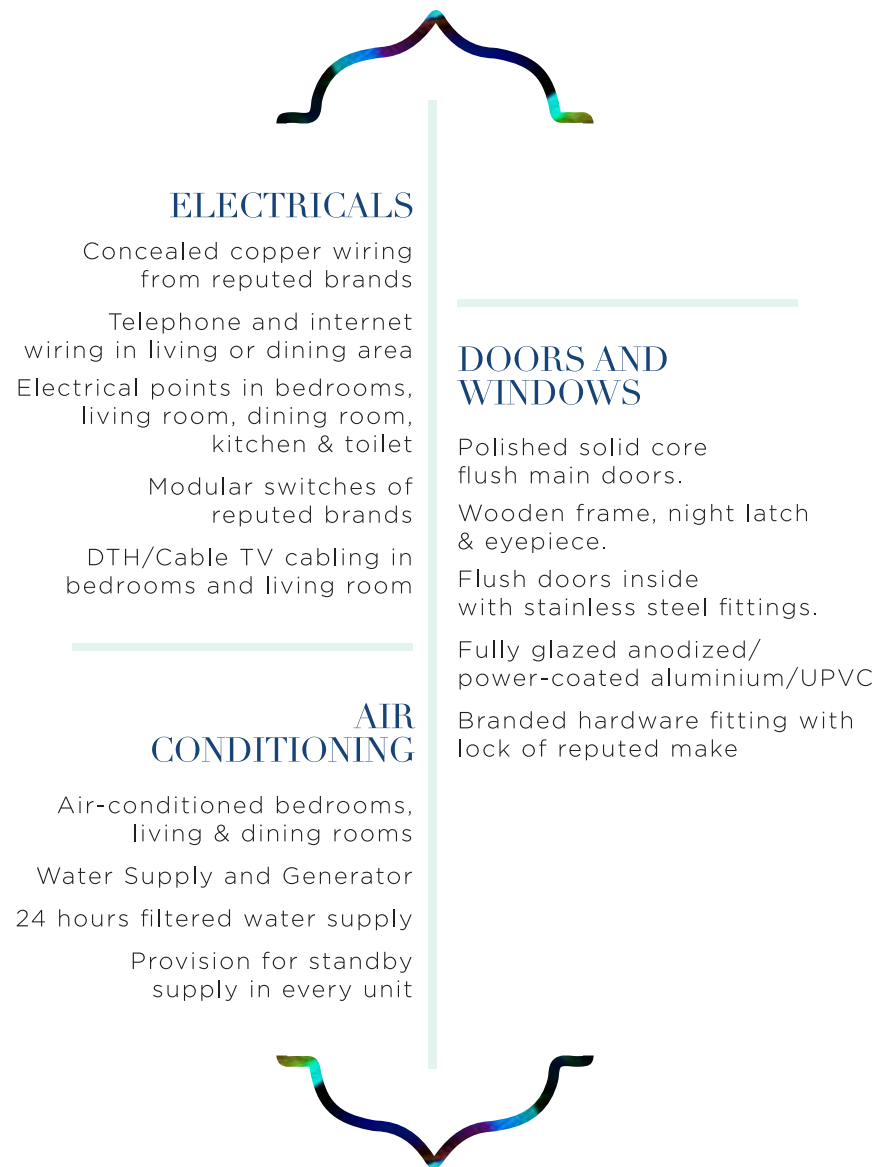 ELECTRICALS
Concealed copper wiring
from reputed brands
Telephone and internet
wiring in living or dining area
Electrical points in bedrooms,
living room, dining room,
kitchen & toilet
Modular switches of
reputed brands
DTH/Cable TV cabling in
bedrooms and living room
AIR
CONDITIONING
Air-conditioned bedrooms,
living & dining rooms
Water Supply and Generator
24 hours filtered water supply
Provision for standby
supply in every unit
DOORS AND
WINDOWS
Polished solid core
flush main doors.
Wooden frame, night latch
& eyepiece.
Flush doors inside
with stainless steel fittings.
Fully glazed anodized/
power-coated aluminium/UPVC
Branded hardware fitting with
lock of reputed make